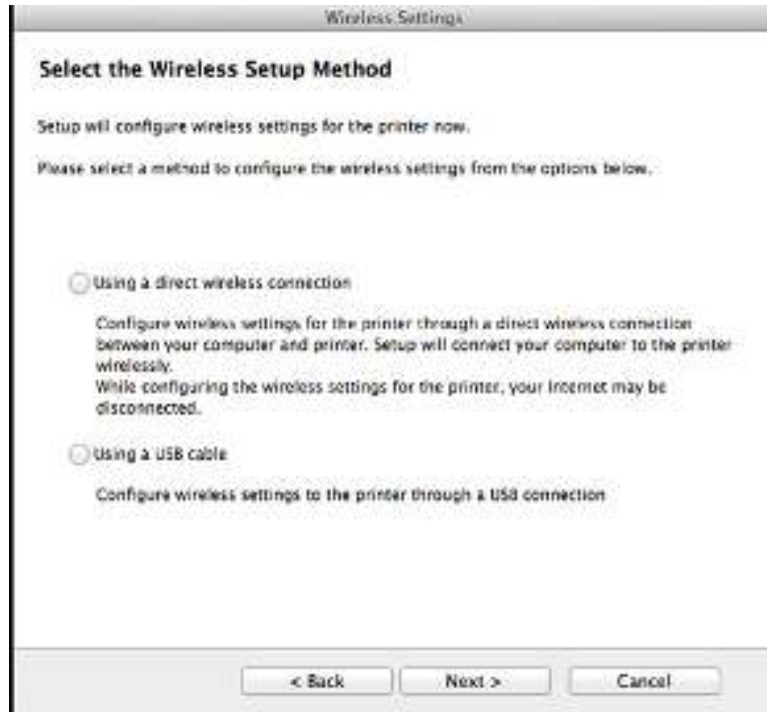 Wireless Settings
Select the Wireless Setup Method
Setup will configure wireless settings for the printer now.
Please select a method to configure the wireless settings from the options below.
Using a direct wireless connection
Configure wireless settings for the printer through a direct wireless connection
between your computer and printer. Setup will connect your computer to the printer
wirelessly.
While configuring the wireless settings for the printer, your Internet may be
disconnected.
Using a USB cable
Configure wireless settings to the printer through a USB connection
< Back
Next >
Cancel